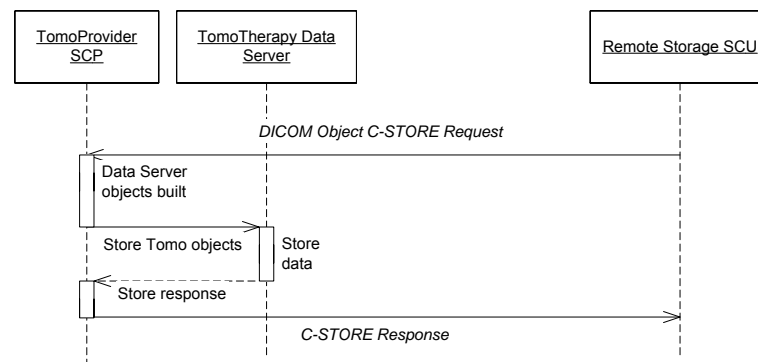 TomoProvider
SCP
TomoTherapy Data
Server
Remote Storage SCU
DICOM Object C-STORE Request
Data Server
objects built
Store Tomo objects
Store
data
Store response
C-STORE Response